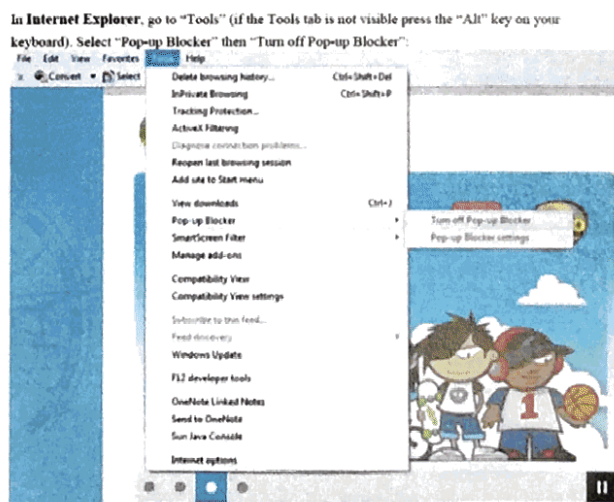 In Internet Explorer, go to “Tools” (if the Tools tab is not visible press the “Alt” key on your
keyboard). Select “Pop-up Blocker” then “Turn off Pop-up Blocker”:
File Edit View Favorites Help
x Convert Select
Delete browsing history... Ctrl+Shift+Del
InPrivate Browsing Ctrl+Shift+P
Tracking Protection...
ActiveX Filtering
Diagnose connection problems...
Reopen last browsing session
Add site to Start menu
View downloads Ctrl+J
Pop-up Blocker Turn off Pop-up Blocker
SmartScreen Filter Pop-up Blocker settings
Manage add-ons
Compatibility View
Compatibility View settings
Subscribe to this feed...
Feed discovery
Windows Update
F12 developer tools
OneNote Linked Notes
Send to OneNote
Sun Java Console
Internet options
1